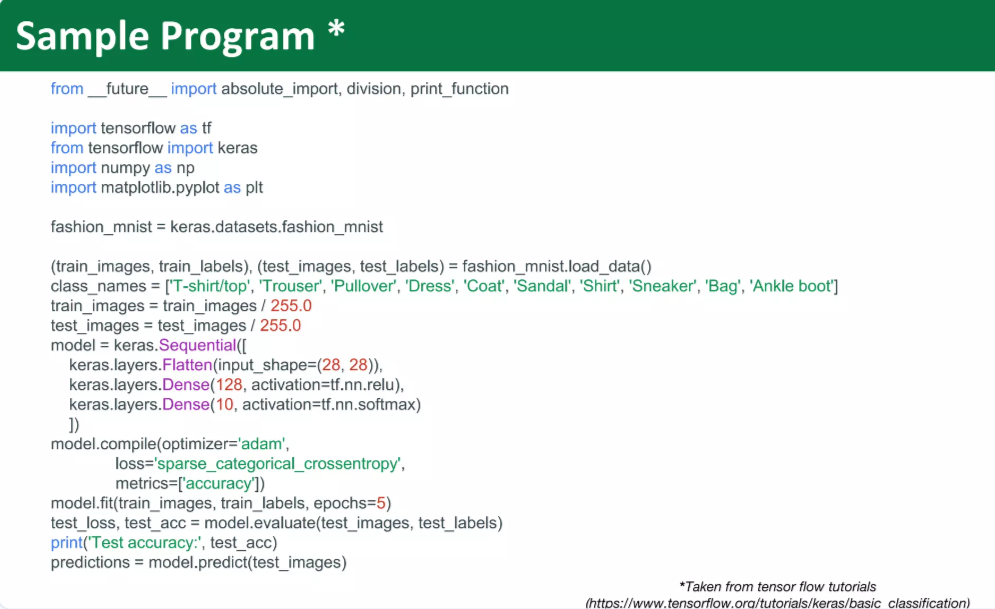 Sample Program *
from __future__ import absolute_import, division, print_function
import tensorflow as tf
from tensorflow import keras
import numpy as np
import matplotlib.pyplot as plt
fashion_mnist = keras.datasets.fashion_mnist
(train_images, train_labels), (test_images, test_labels) = fashion_mnist.load_data()
class_names = ['T-shirt/top', 'Trouser', 'Pullover', 'Dress', 'Coat', 'Sandal', 'Shirt', 'Sneaker', 'Bag', 'Ankle boot']
train_images = train_images / 255.0
test_images = test_images / 255.0
model = keras.Sequential([
    keras.layers.Flatten(input_shape=(28, 28)),
    keras.layers.Dense(128, activation=tf.nn.relu),
    keras.layers.Dense(10, activation=tf.nn.softmax)
    ])
model.compile(optimizer='adam',
              loss='sparse_categorical_crossentropy',
              metrics=['accuracy'])
model.fit(train_images, train_labels, epochs=5)
test_loss, test_acc = model.evaluate(test_images, test_labels)
print('Test accuracy:', test_acc)
predictions = model.predict(test_images)
*Taken from tensor flow tutorials
(https://www.tensorflow.org/tutorials/keras/basic_classification)